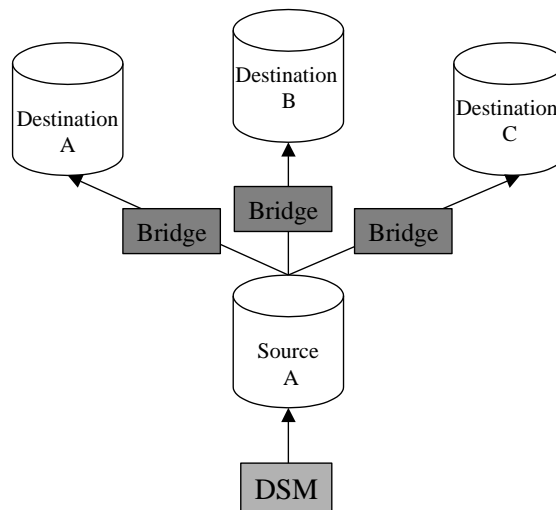 Destination
B
Destination
A
Destination
C
Bridge
Bridge
Bridge
Source
A
DSM